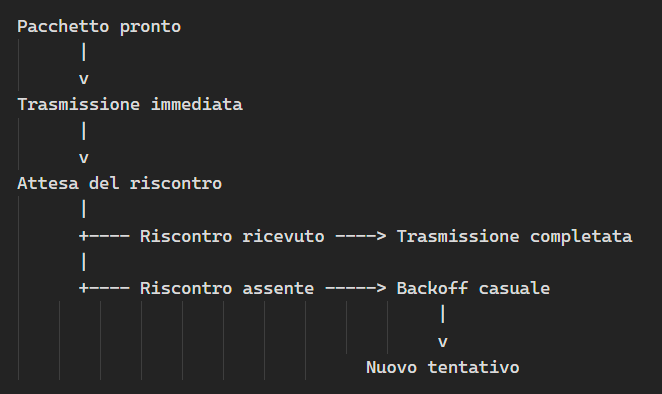 Pacchetto pronto
|
v
Trasmissione immediata
|
v
Attesa del riscontro
|
+---- Riscontro ricevuto ----> Trasmissione completata
|
+---- Riscontro assente -----> Backoff casuale
|
v
Nuovo tentativo